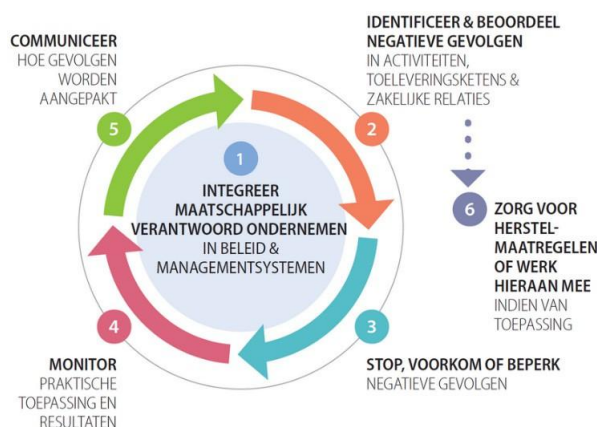 1
INTEGREER
MAATSCHAPPELIJK
VERANTWOORD ONDERNEMEN
IN BELEID &
MANAGEMENTSYSTEMEN
2
IDENTIFICEER & BEOORDEEL
NEGATIEVE GEVOLGEN
IN ACTIVITEITEN,
TOELEVERINGSKETENS &
ZAKELIJKE RELATIES
3
STOP, VOORKOM OF BEPERK
NEGATIEVE GEVOLGEN
4
MONITOR
PRAKTISCHE
TOEPASSING EN
RESULTATEN
5
COMMUNICEER
HOE GEVOLGEN
WORDEN
AANGEPAKT
6
ZORG VOOR
HERSTEL-
MAATREGELEN
OF WERK
HIERAAN MEE
INDIEN VAN
TOEPASSING